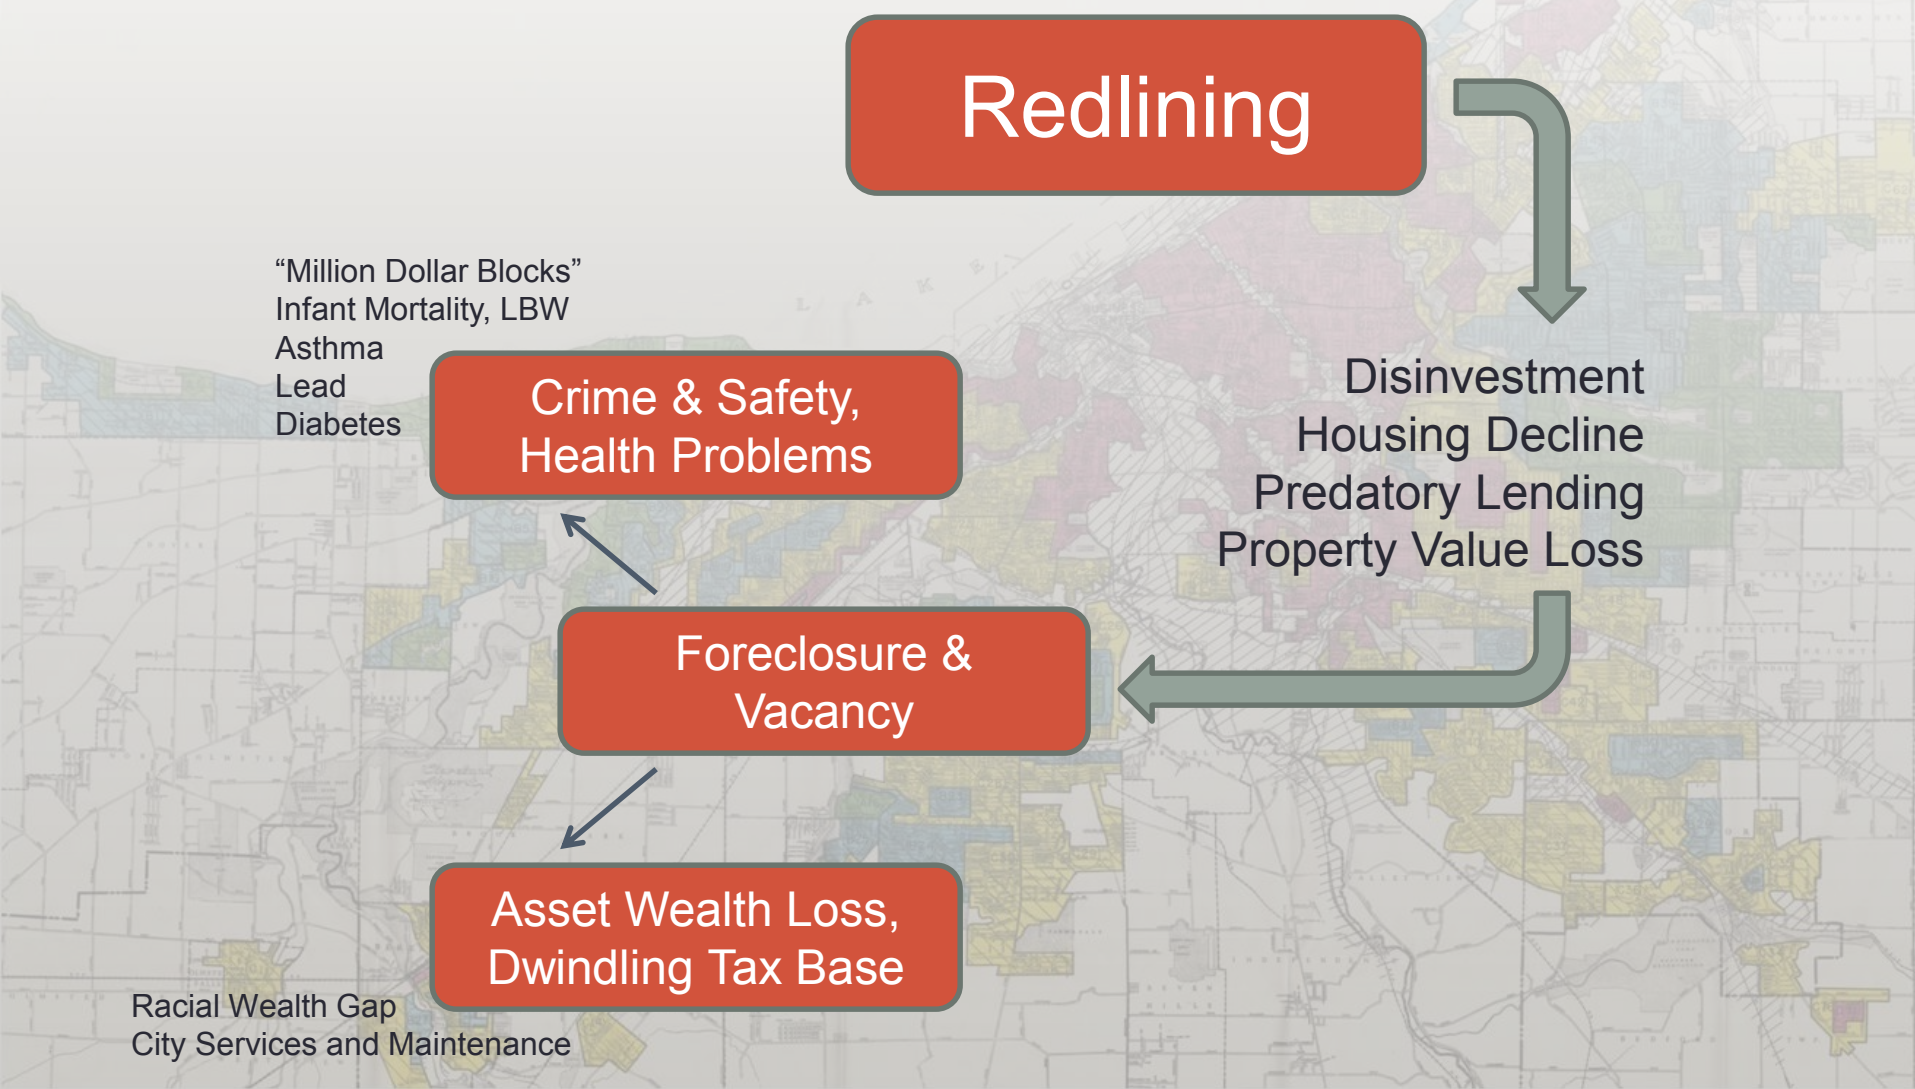 Redlining
“Million Dollar Blocks”
Infant Mortality, LBW
Asthma
Lead
Diabetes
Crime & Safety,
Health Problems
Disinvestment
Housing Decline
Predatory Lending
Property Value Loss
Foreclosure &
Vacancy
Asset Wealth Loss,
Dwindling Tax Base
Racial Wealth Gap
City Services and Maintenance